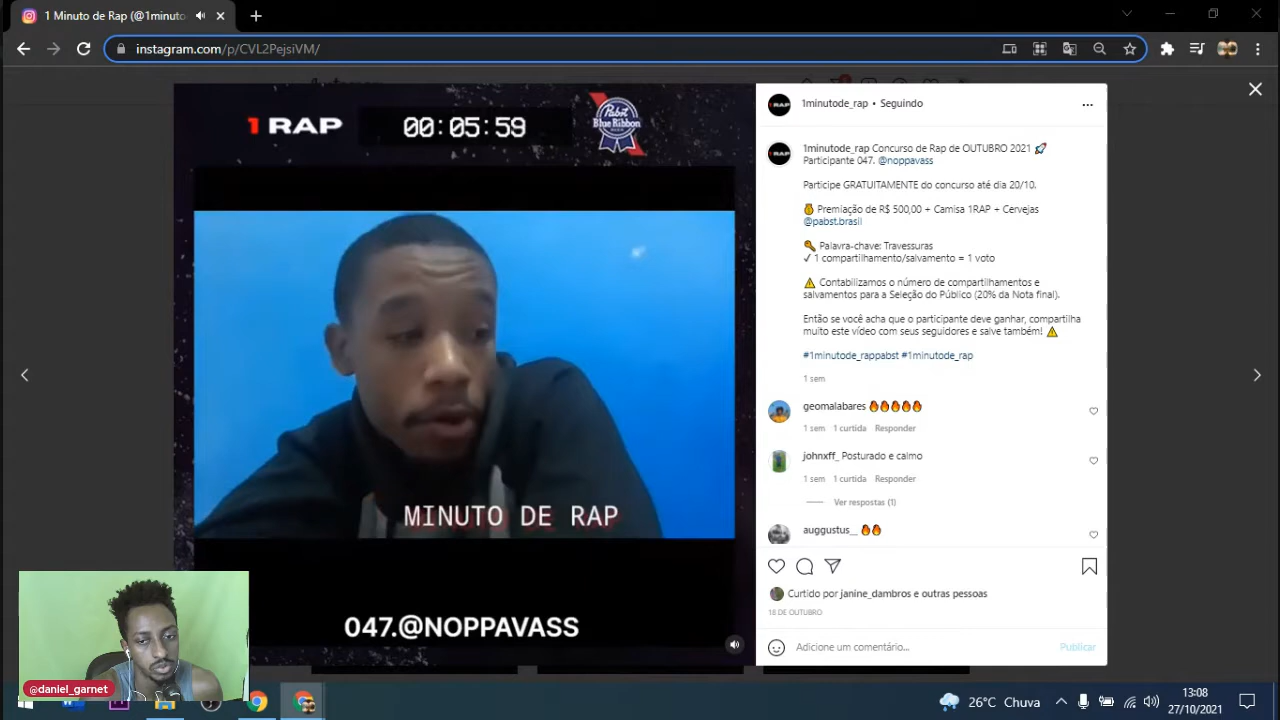 1 Minuto de Rap (@1minuto
instagram.com/p/CVL2PejsiVM/
1 RAP
00:05:59
Pabst
Blue Ribbon
MINUTO DE RAP
047.@NOPPAVASS
@daniel_garnet
1minutode_rap • Seguindo
1minutode_rap Concurso de Rap de OUTUBRO 2021 🚀
Participante 047. @noppavass
Participe GRATUITAMENTE do concurso até dia 20/10.
🥇 Premiação de R$ 500,00 + Camisa 1RAP + Cervejas
@pabst.brasil
🔑 Palavra-chave: Travessuras
✓ 1 compartilhamento/salvamento = 1 voto
⚠ Contabilizamos o número de compartilhamentos e
salvamentos para a Seleção do Público (20% da Nota final).
Então se você acha que o participante deve ganhar, compartilha
muito este vídeo com seus seguidores e salve também! ⚠
#1minutode_rappabst #1minutode_rap
1 sem
geomalabares 🔥🔥🔥🔥🔥
1 sem 1 curtida Responder
johnxff_ Posturado e calmo
1 sem 1 curtida Responder
Ver respostas (1)
auggustus__ 🔥🔥
Curtido por janine_dambros e outras pessoas
18 DE OUTUBRO
Adicione um comentário...
Publicar
26°C Chuva
13:08
27/10/2021